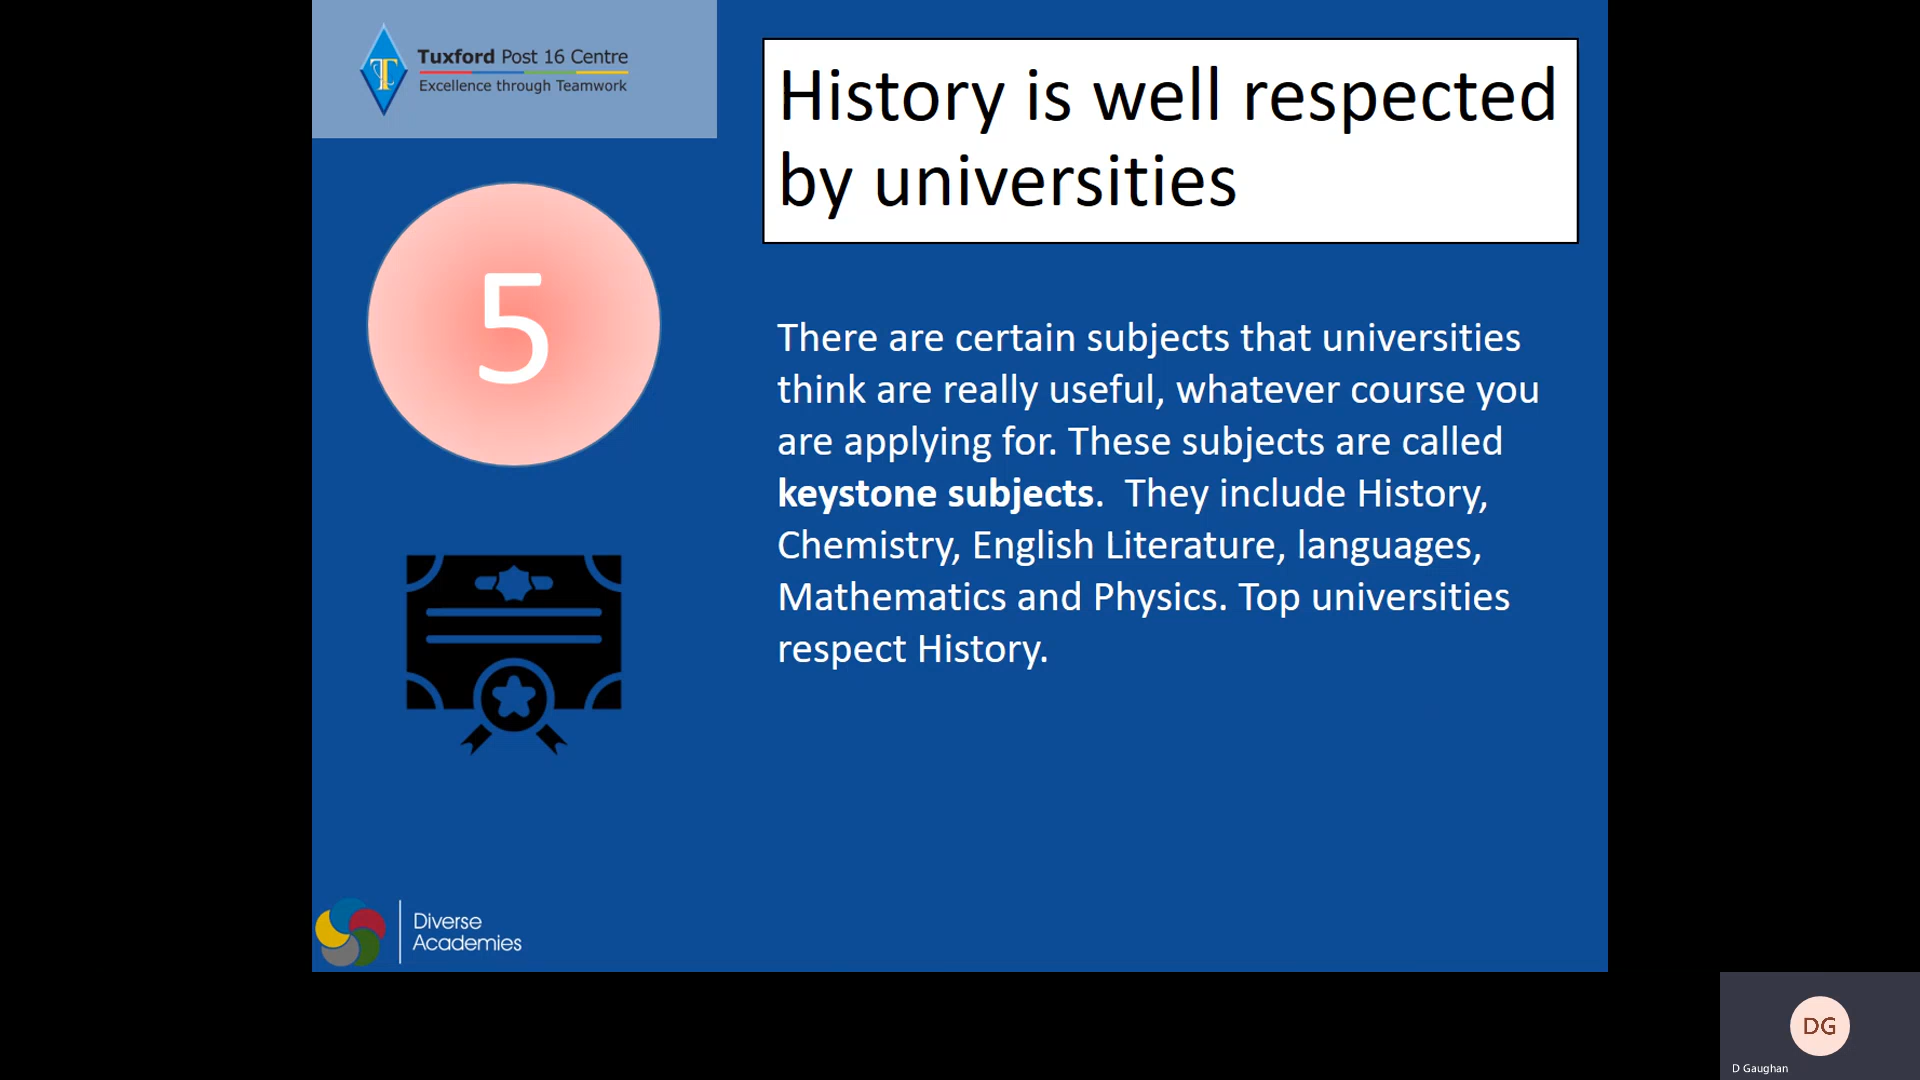 Tuxford Post 16 Centre
Excellence through Teamwork
History is well respected
by universities
5
There are certain subjects that universities
think are really useful, whatever course you
are applying for. These subjects are called
keystone subjects.  They include History,
Chemistry, English Literature, languages,
Mathematics and Physics. Top universities
respect History.
Diverse
Academies
DG
D Gaughan